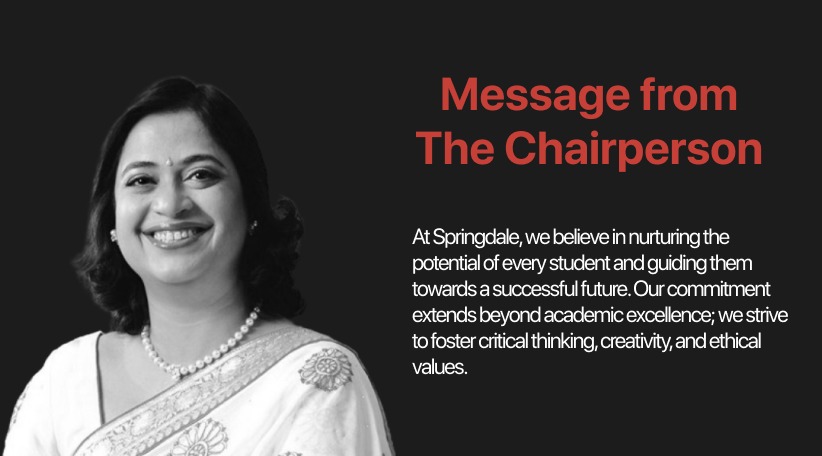 Message from
The Chairperson
At Springdale, we believe in nurturing the
potential of every student and guiding them
towards a successful future. Our commitment
extends beyond academic excellence; we strive
to foster critical thinking, creativity, and ethical
values.